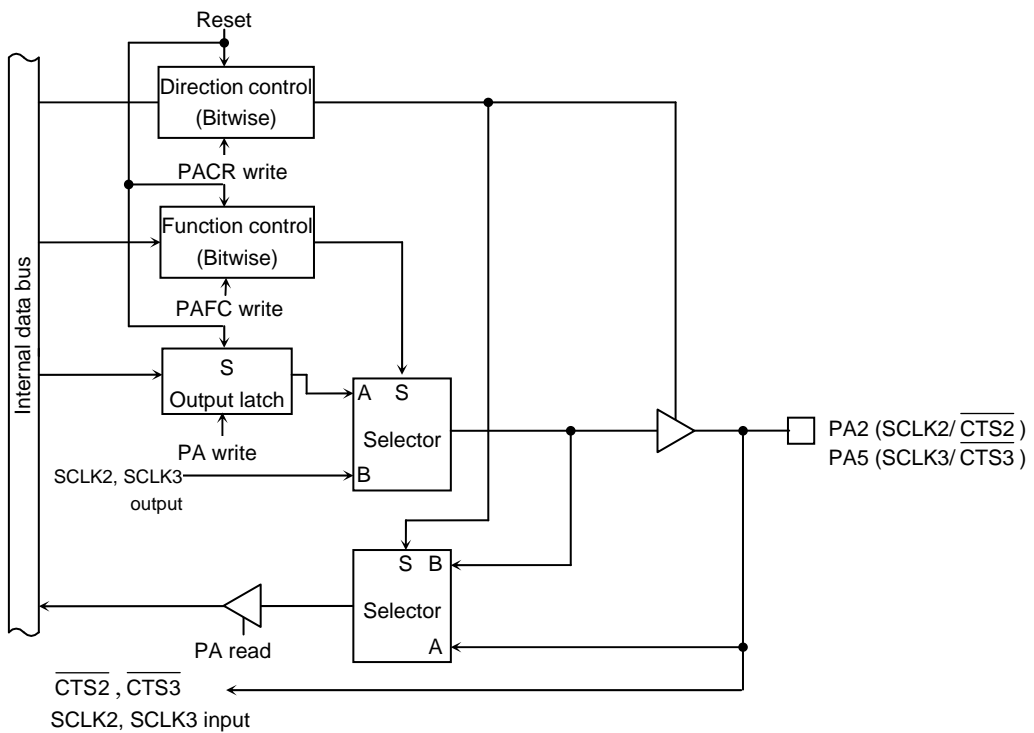 Reset
Direction control
(Bitwise)
PACR write
Function control
(Bitwise)
PAFC write
Internal data bus
S
Output latch
PA write
A S
Selector
B
SCLK2, SCLK3
output
PA2 (SCLK2/ CTS2 )
PA5 (SCLK3/ CTS3 )
S B
Selector
A
PA read
CTS2 , CTS3
SCLK2, SCLK3 input